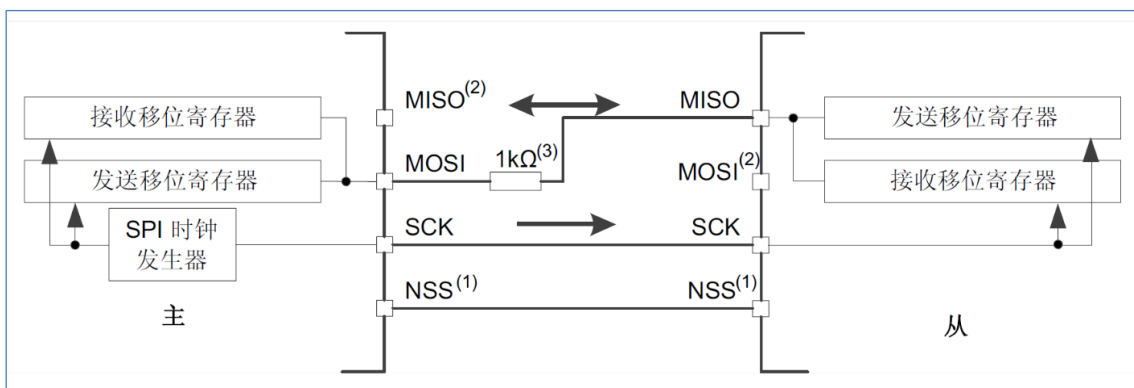 接收移位寄存器
发送移位寄存器
SPI 时钟
发生器
主
MISO(2)
MOSI
1kΩ(3)
SCK
NSS(1)
MISO
MOSI(2)
SCK
NSS(1)
发送移位寄存器
接收移位寄存器
从